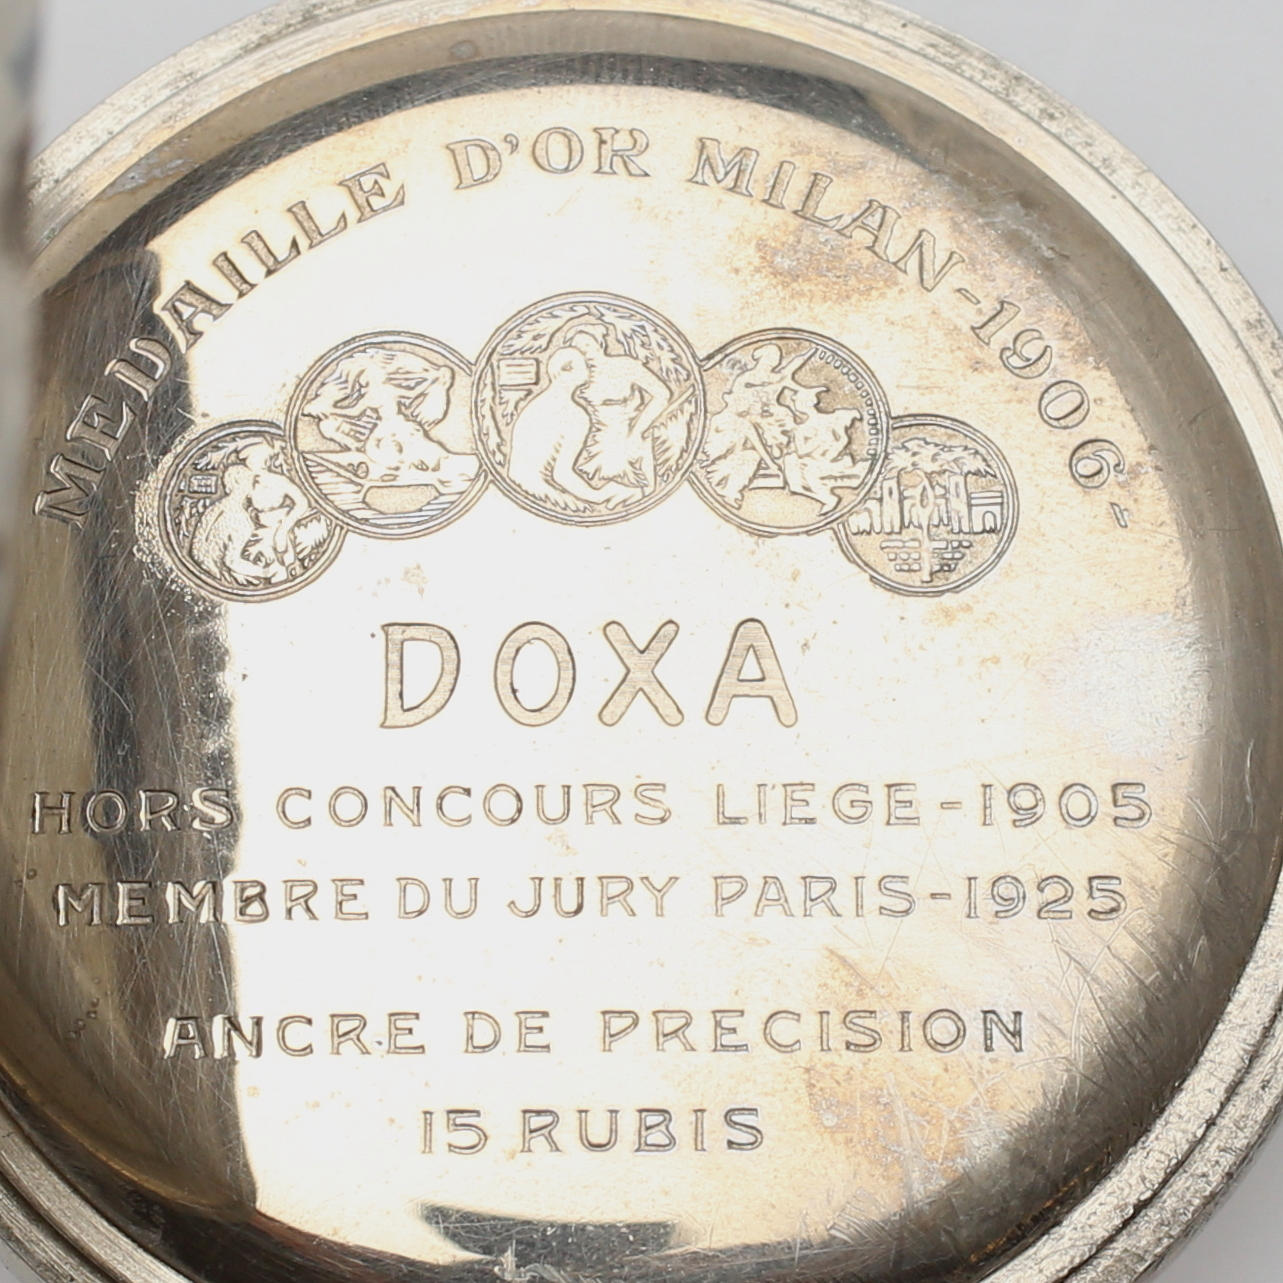 MEDAILLE D'OR MILAN-1906
DOXA
HORS CONCOURS LIEGE-1905
MEMBRE DU JURY PARIS-1925
ANCRE DE PRECISION
15 RUBIS